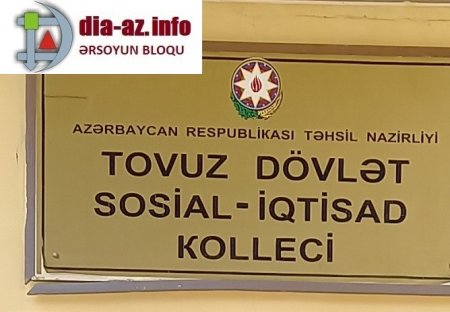 dia-az.info
ƏRSOYUN BLOQU
AZƏRBAYCAN RESPUBLİKASI TƏHSİL NAZİRLİYİ
TOVUZ DÖVLƏT
SOSİAL-İQTİSAD
KOLLECİ